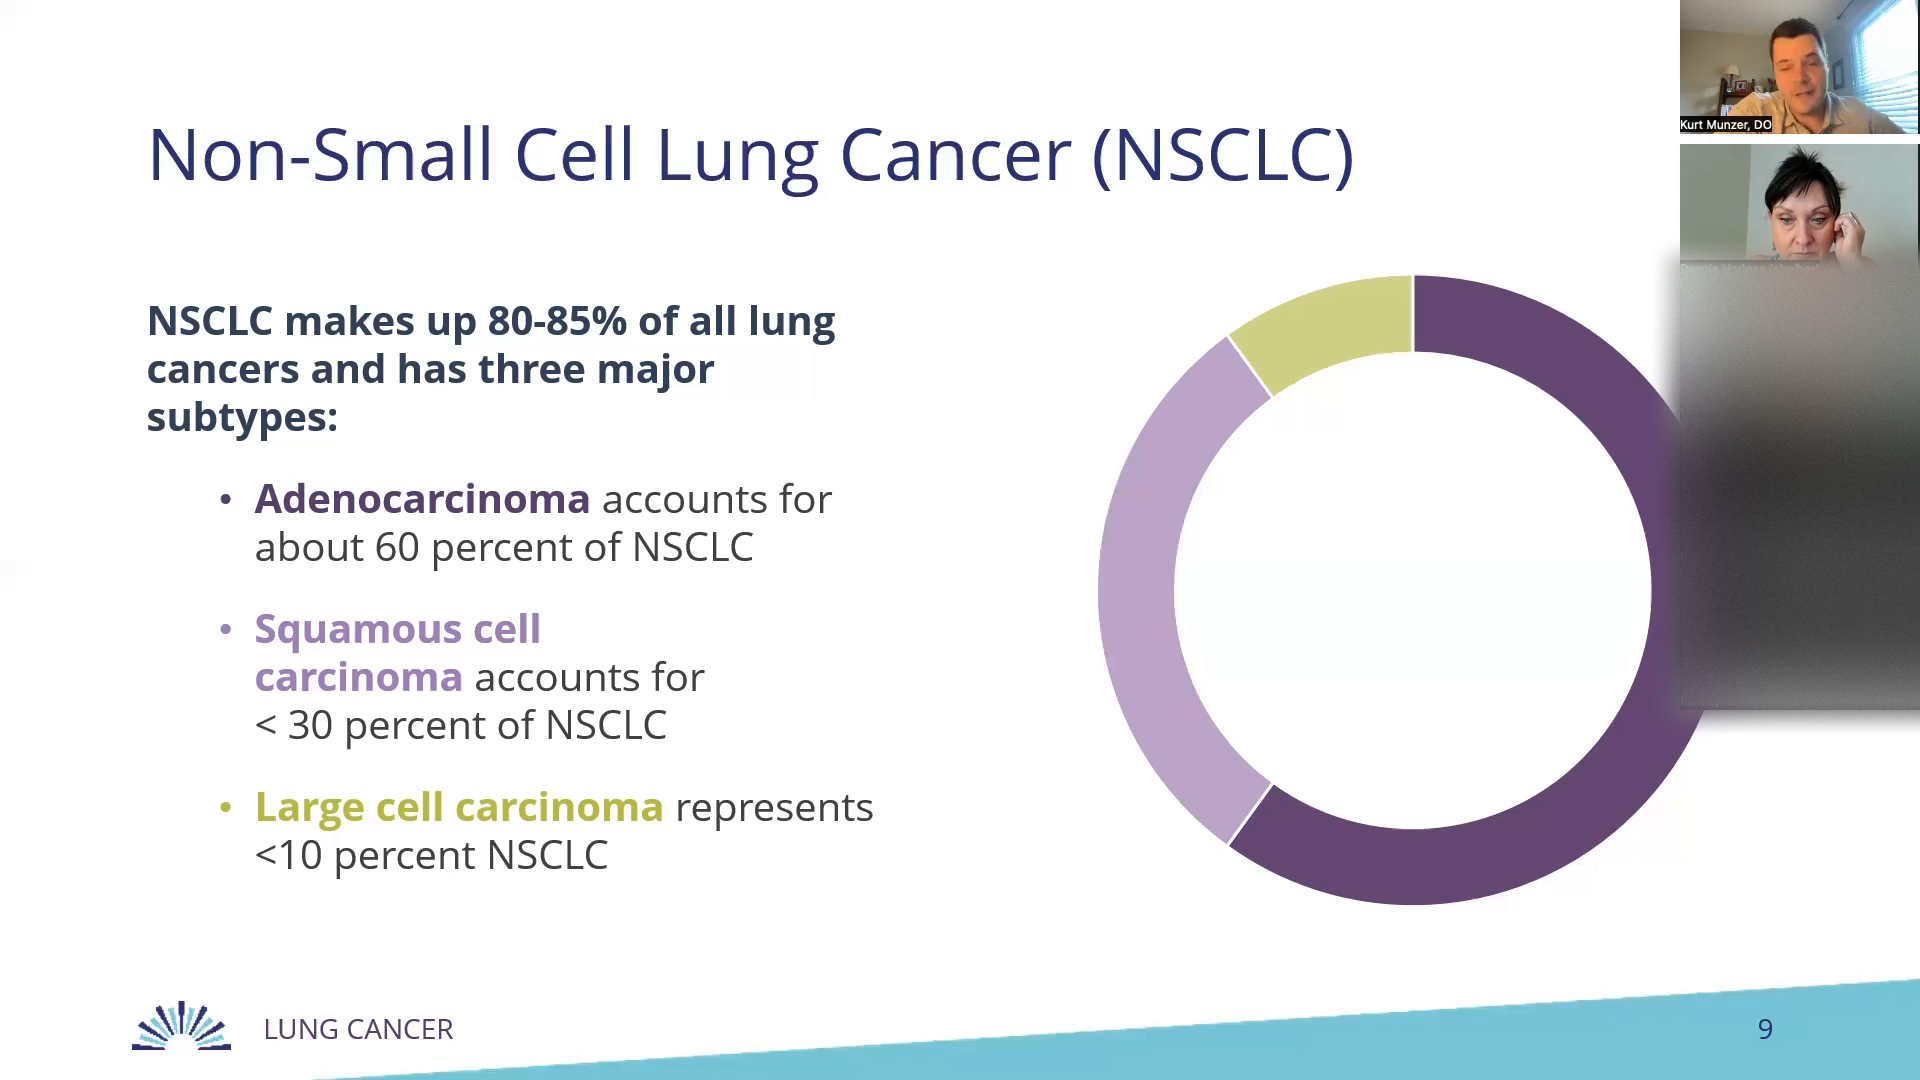 Non-Small Cell Lung Cancer (NSCLC)
NSCLC makes up 80-85% of all lung
cancers and has three major
subtypes:
• Adenocarcinoma accounts for
about 60 percent of NSCLC
• Squamous cell
carcinoma accounts for
< 30 percent of NSCLC
• Large cell carcinoma represents
<10 percent NSCLC
LUNG CANCER
9
Kurt Munzer, DO